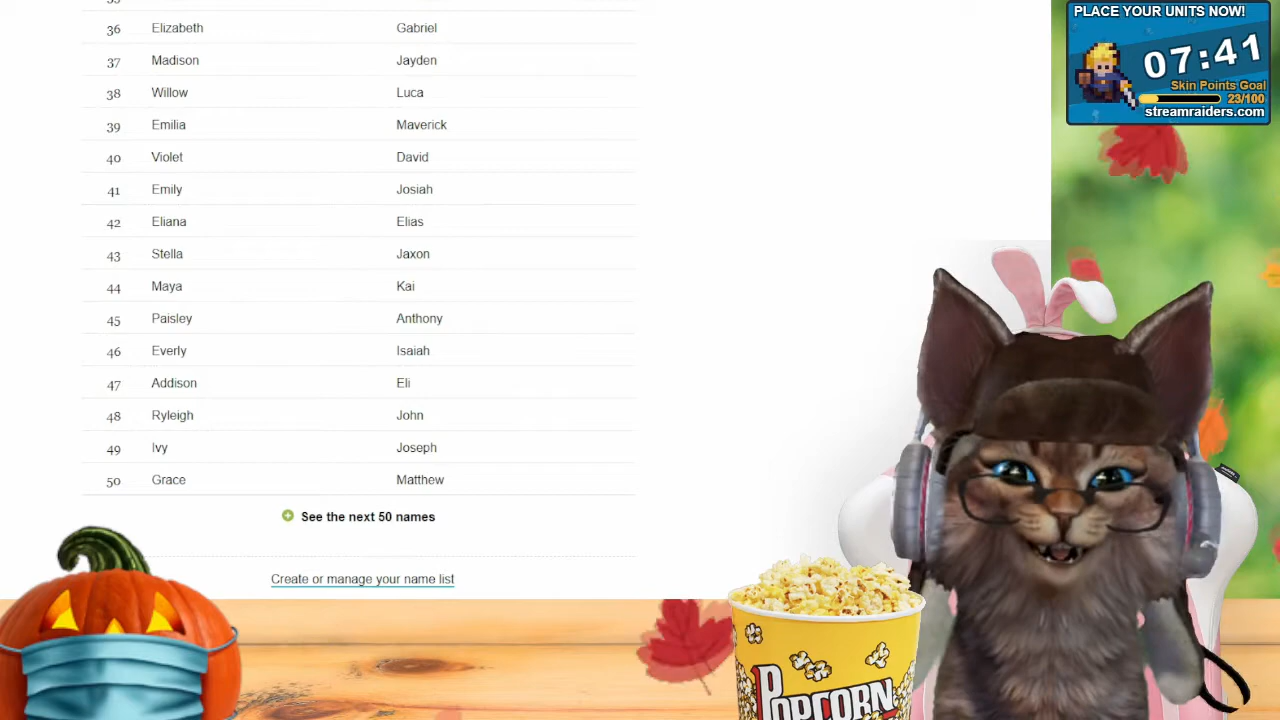 36 Elizabeth Gabriel
37 Madison Jayden
38 Willow Luca
39 Emilia Maverick
40 Violet David
41 Emily Josiah
42 Eliana Elias
43 Stella Jaxon
44 Maya Kai
45 Paisley Anthony
46 Everly Isaiah
47 Addison Eli
48 Ryleigh John
49 Ivy Joseph
50 Grace Matthew
See the next 50 names
Create or manage your name list
PLACE YOUR UNITS NOW!
07:41
Skin Points Goal
23/100
streamraiders.com
POPCORN